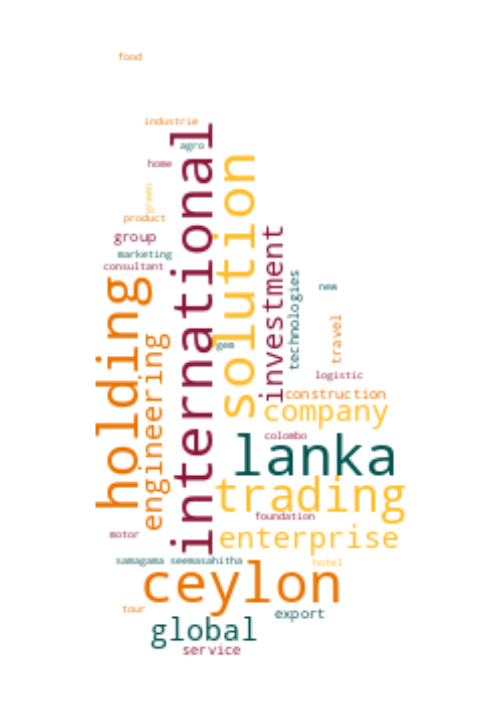 food
industrie
agro
home
international
solution
green
product
group
marketing
consultant
investment
holding
technologies
new
engineering
travel
gem
logistic
construction
company
colombo
lanka
trading
foundation
enterprise
motor
samagama seemasahitha
hotel
ceylon
tour
export
global
service